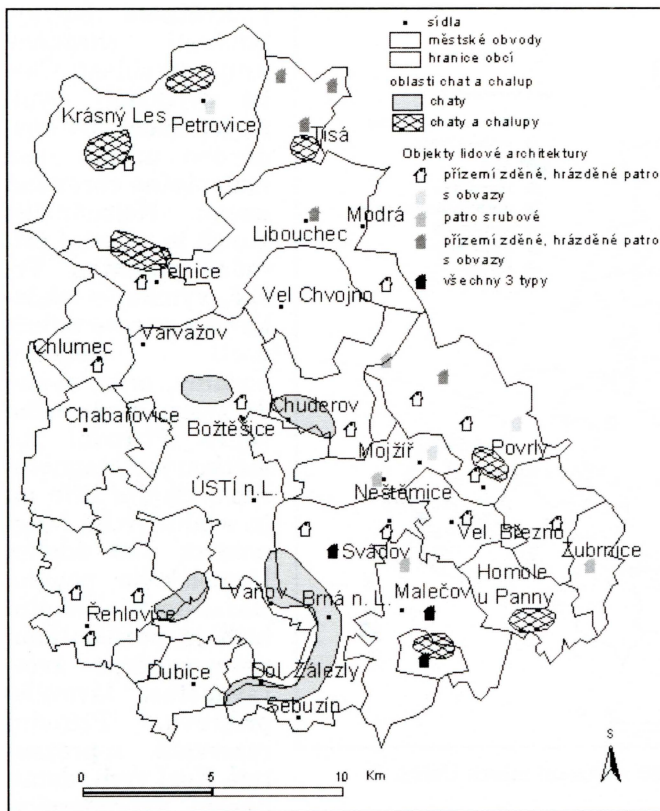 sídla
městské obvody
hranice obcí
oblasti chat a chalup
chaty
chaty a chalupy
Objekty lidové architektury
přízemí zděné, hrázděné patro
s obvazy
patro srubové
přízemí zděné, hrázděné patro
s obvazy
všechny 3 typy
Krásný Les
Petrovice
Tisá
Modrá
Libouchec
Telnice
Vel Chvojno
Varvažov
Chlumec
Chabařovice
Chuderov
Božtěšice
Mojžíř
Povrly
ÚSTÍ n.L.
Neštěmice
Svádov
Vel. Březno
Zubrnice
Homole
u Panny
Vaňov
Brná n. L.
Malečov
Řehlovice
Dubice
Dol. Zálezly
Sebuzín
S
0 5 10 Km